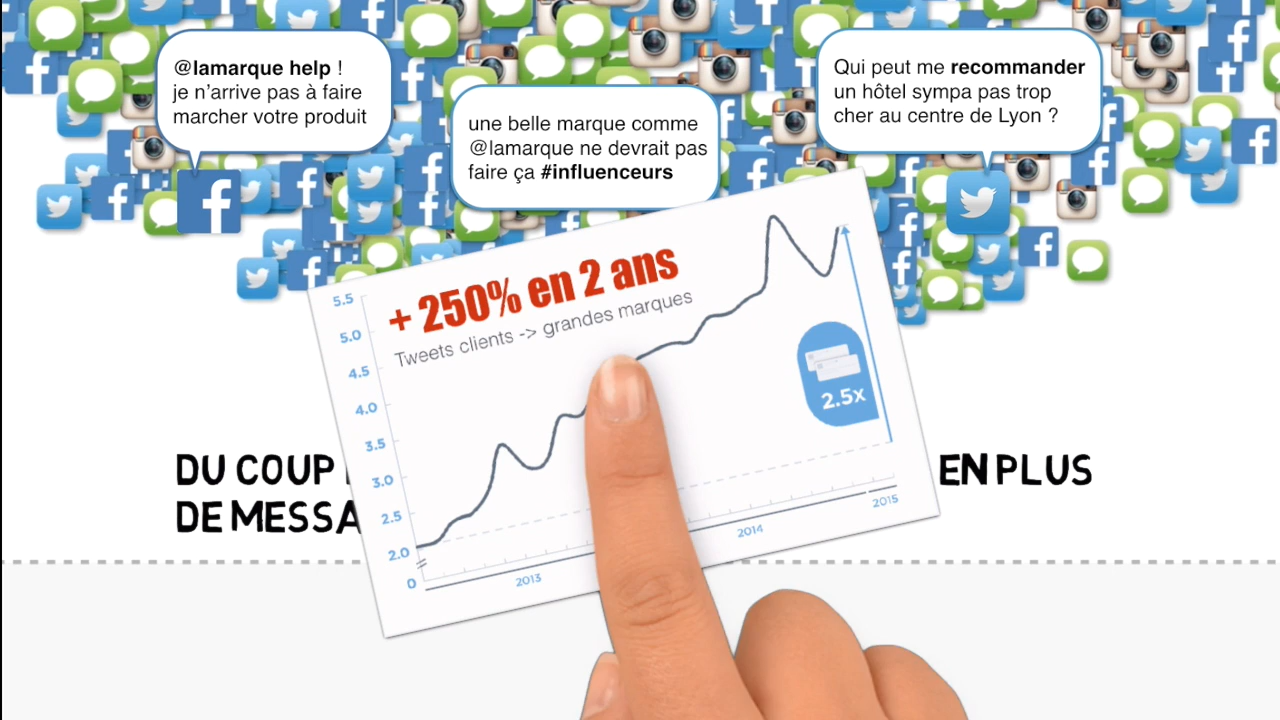 @lamarque help !
je n'arrive pas à faire
marcher votre produit
une belle marque comme
@lamarque ne devrait pas
faire ça #influenceurs
Qui peut me recommander
un hôtel sympa pas trop
cher au centre de Lyon ?
+ 250% en 2 ans
Tweets clients -> grandes marques
5.5
5.0
4.5
4.0
3.5
3.0
2.5
2.0
0
2.5x
2013
2014
2015
DU COUP
EN PLUS
DE MESSA